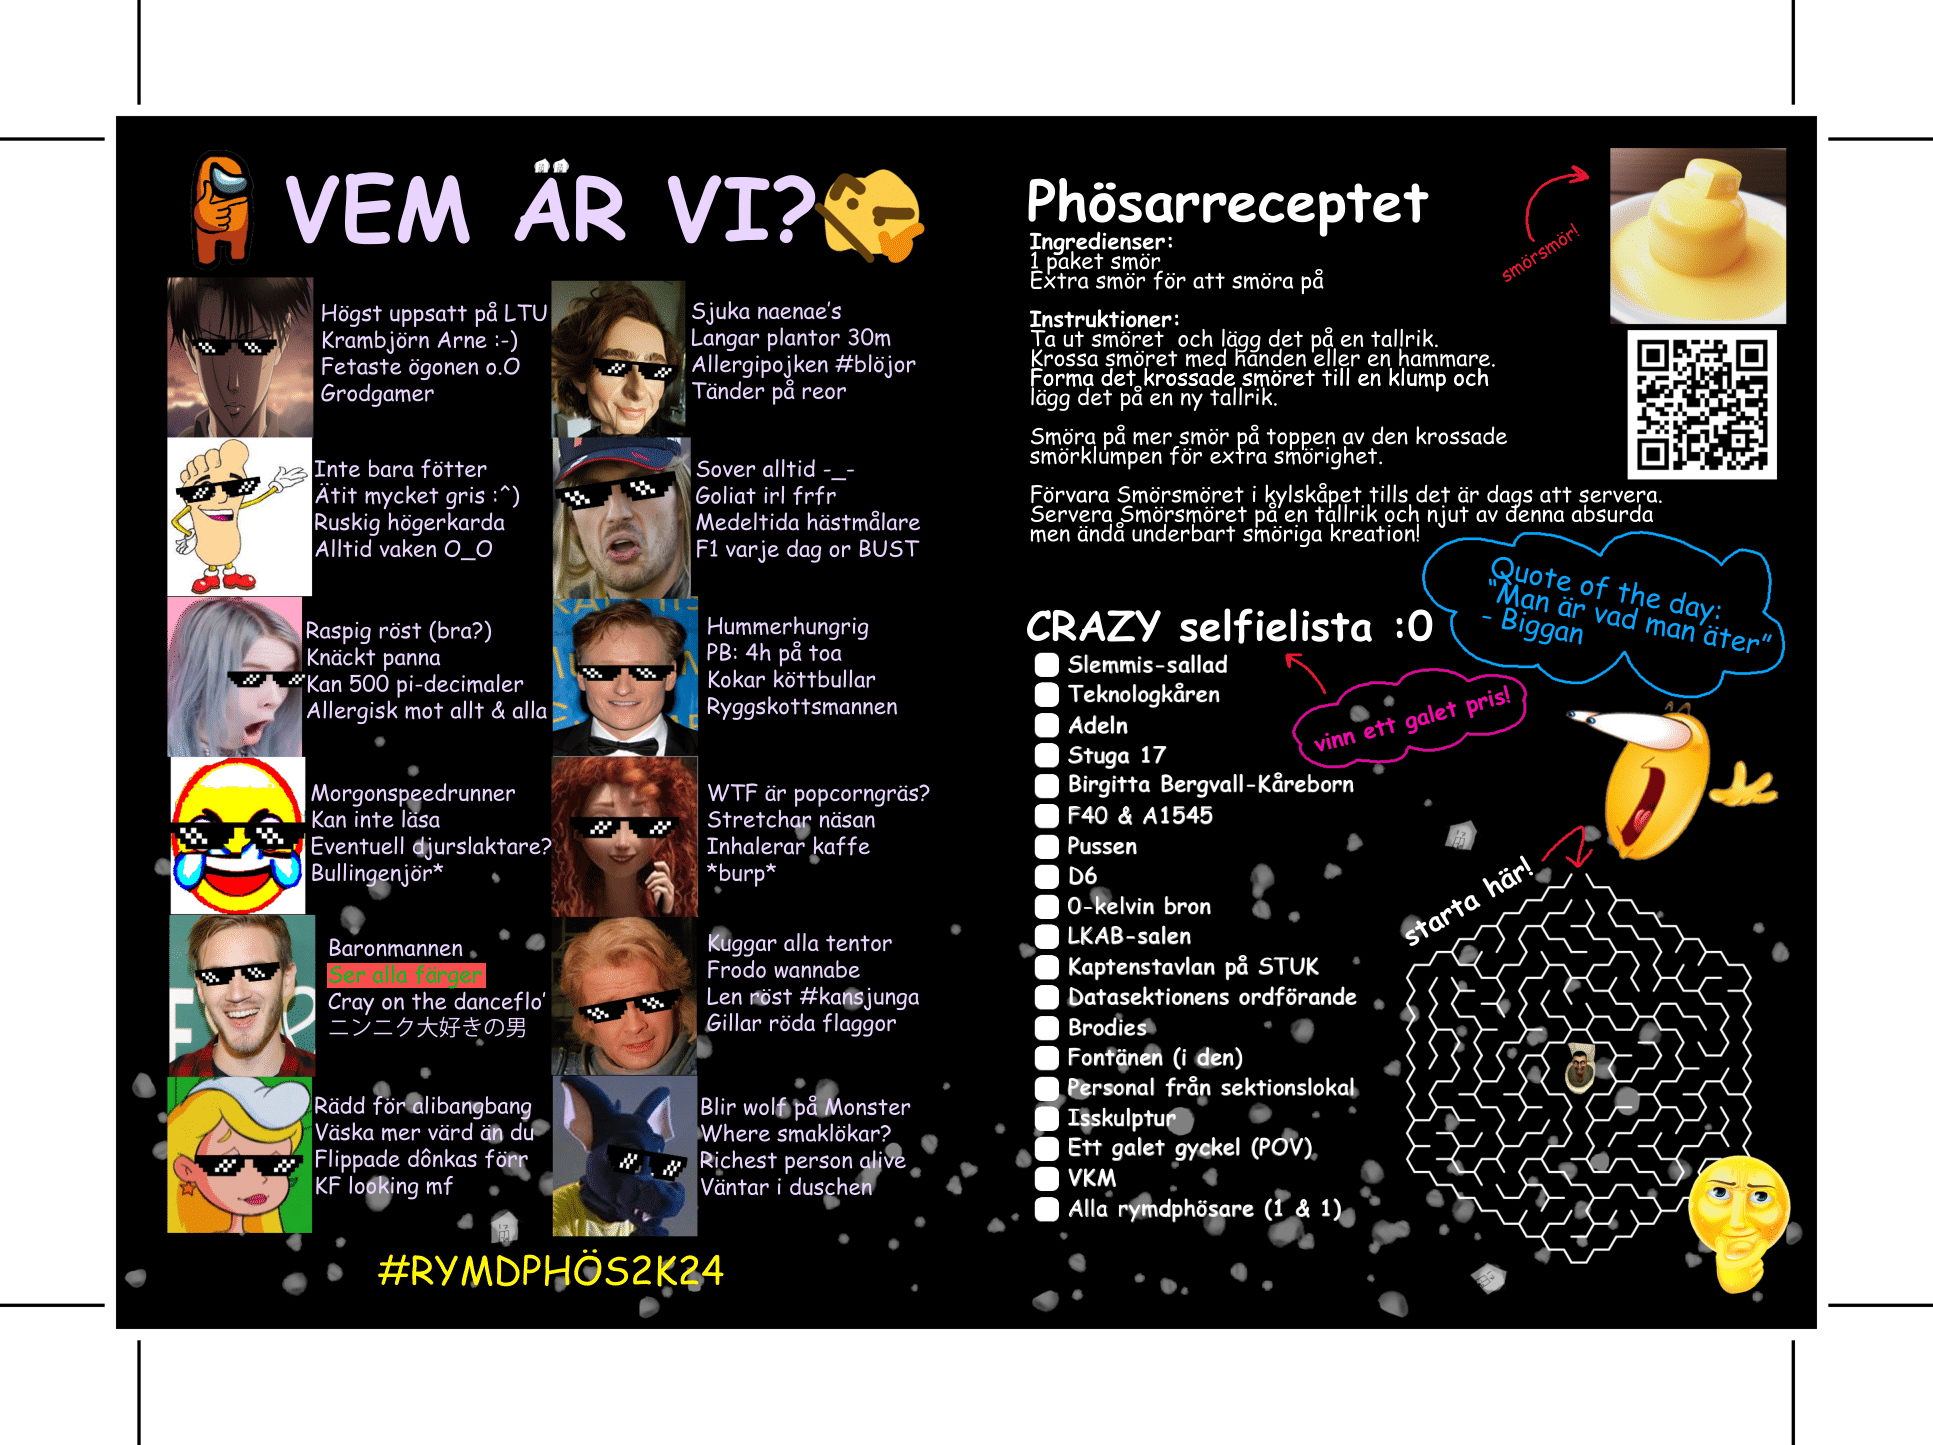 VEM ÄR VI?
Högst uppsatt på LTU
Krambjörn Arne :-)
Fetaste ögonen o.O
Grodgamer
Sjuka naenae's
Langar plantor 30m
Allergipojken #blöjor
Tänder på reor
Inte bara fötter
Ätit mycket gris :^)
Ruskig högerkarda
Alltid vaken O_O
Sover alltid -_-
Goliat irl frfr
Medeltida hästmålare
F1 varje dag or BUST
Raspig röst (bra?)
Knäckt panna
Kan 500 pi-decimaler
Allergisk mot allt & alla
Hummerhungrig
PB: 4h på toa
Kokar köttbullar
Ryggskottsmannen
Morgonspeedrunner
Kan inte läsa
Eventuell djurslaktare?
Bullingenjör*
WTF är popcorngräs?
Stretchar näsan
Inhalerar kaffe
*burp*
Baronmannen
Ser alla färger
Cray on the danceflo'
ニンニク大好きの男
Kuggar alla tentor
Frodo wannabe
Len röst #kansjunga
Gillar röda flaggor
Rädd för alibangbang
Väska mer värd än du
Flippade dônkas förr
KF looking mf
Blir wolf på Monster
Where smaklökar?
Richest person alive
Väntar i duschen
#RYMDPHÖS2K24
Phösarreceptet
smörsmör!
Ingredienser:
1 paket smör
Extra smör för att smöra på
Instruktioner:
Ta ut smöret och lägg det på en tallrik.
Krossa smöret med handen eller en hammare.
Forma det krossade smöret till en klump och
lägg det på en ny tallrik.
Smöra på mer smör på toppen av den krossade
smörklumpen för extra smörighet.
Förvara Smörsmöret i kylskåpet tills det är dags att servera.
Servera Smörsmöret på en tallrik och njut av denna absurda
men ändå underbart smöriga kreation!
Quote of the day:
"Man är vad man äter"
- Biggan
CRAZY selfielista :O
vinn ett galet pris!
Slemmis-sallad
Teknologkåren
Adeln
Stuga 17
Birgitta Bergvall-Kåreborn
F40 & A1545
Pussen
D6
0-kelvin bron
LKAB-salen
Kaptenstavlan på STUK
Datasektionens ordförande
Brodies
Fontänen (i den)
Personal från sektionslokal
Isskulptur
Ett galet gyckel (POV)
VKM
Alla rymdphösare (1 & 1)
starta här!